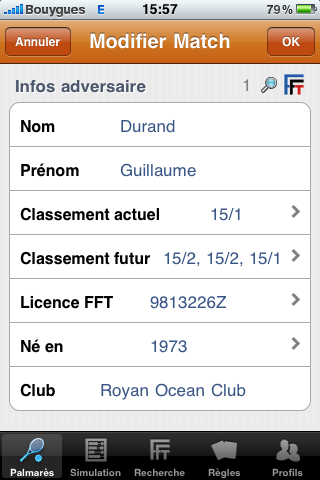 Bouygues E 15:57 79 %
Annuler Modifier Match OK
Infos adversaire 1 FFT
Nom Durand
Prénom Guillaume
Classement actuel 15/1
Classement futur 15/2, 15/2, 15/1
Licence FFT 9813226Z
Né en 1973
Club Royan Ocean Club
Palmarès Simulation Recherche Règles Profils